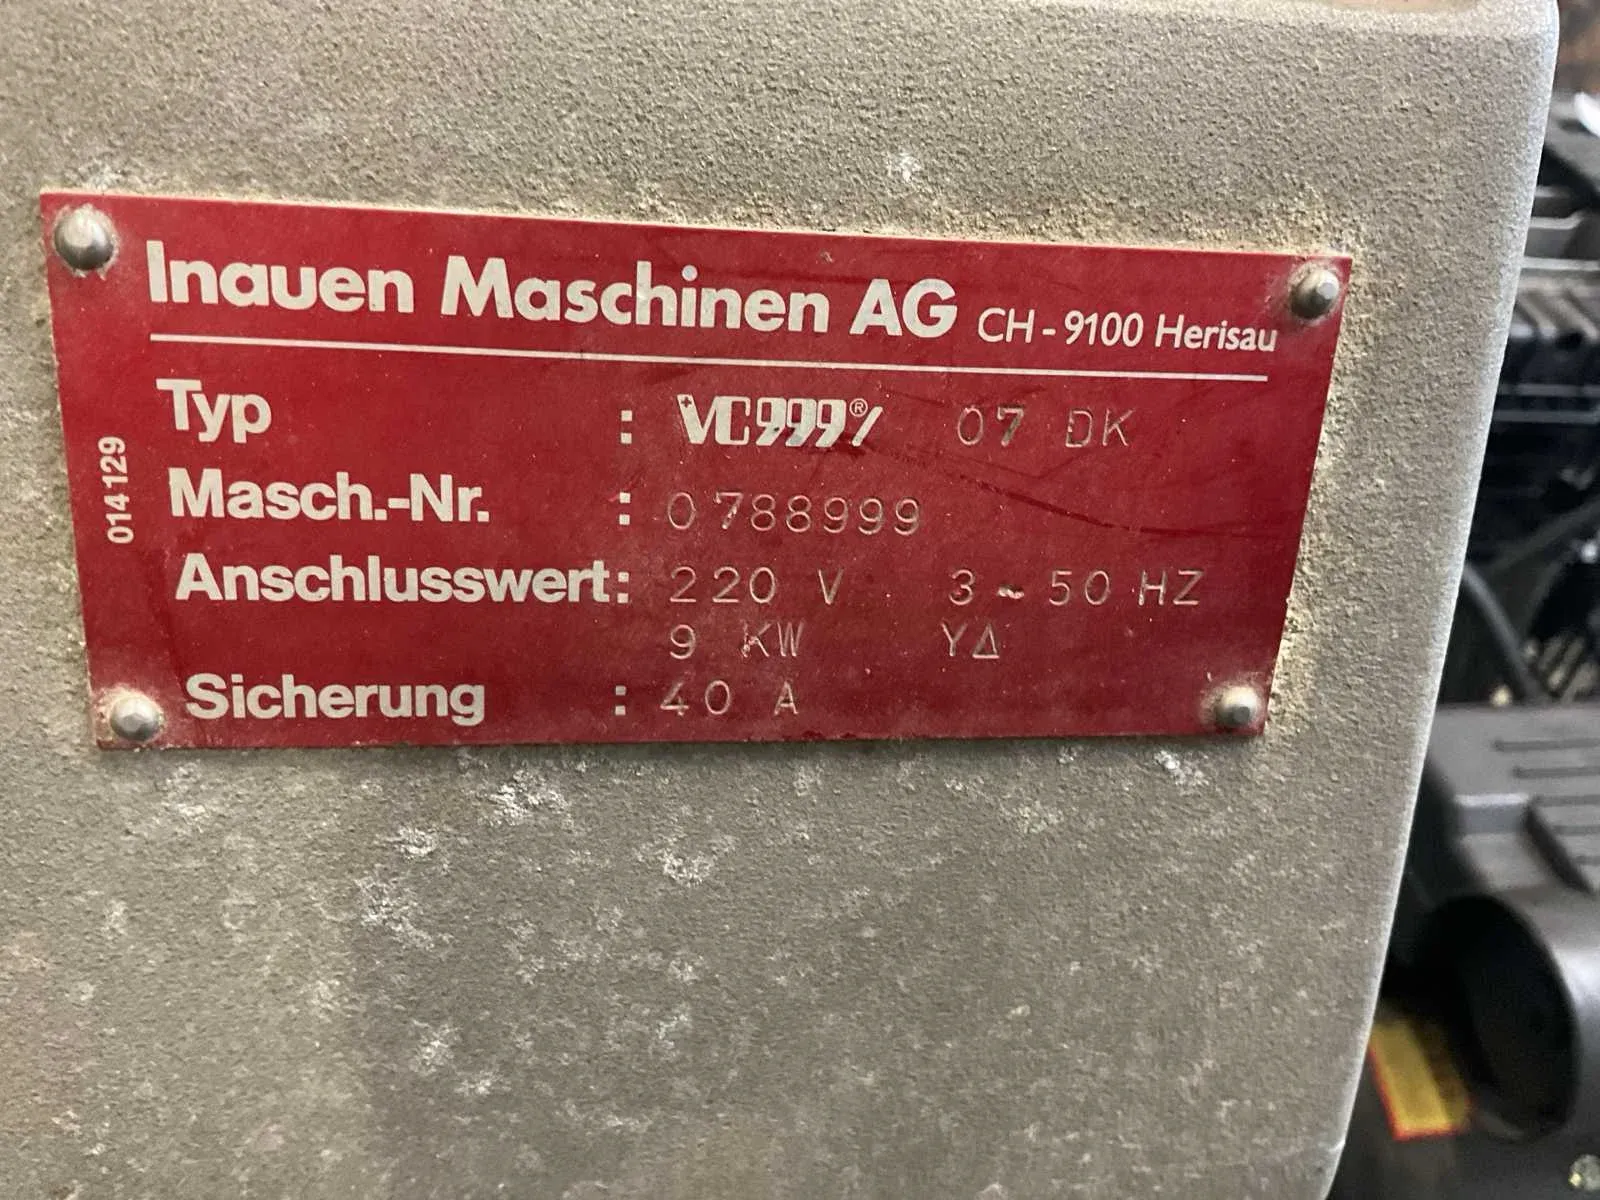 Inauen Maschinen AG CH-9100 Herisau
Typ : VC999®/ 07 DK
Masch.-Nr. : 0788999
Anschlusswert: 220 V 3~50 HZ
9 KW YΔ
Sicherung : 40 A
014129